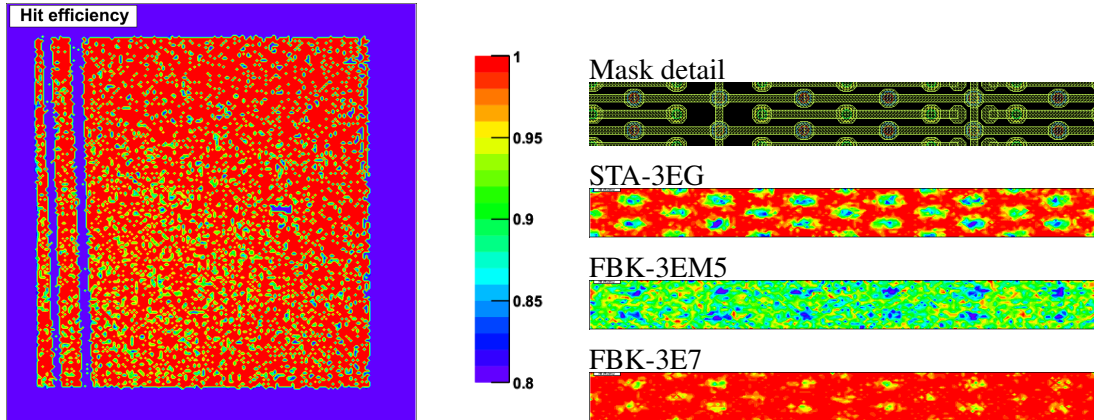 Hit efficiency
1
0.95
0.9
0.85
0.8
Mask detail
STA-3EG
FBK-3EM5
FBK-3E7